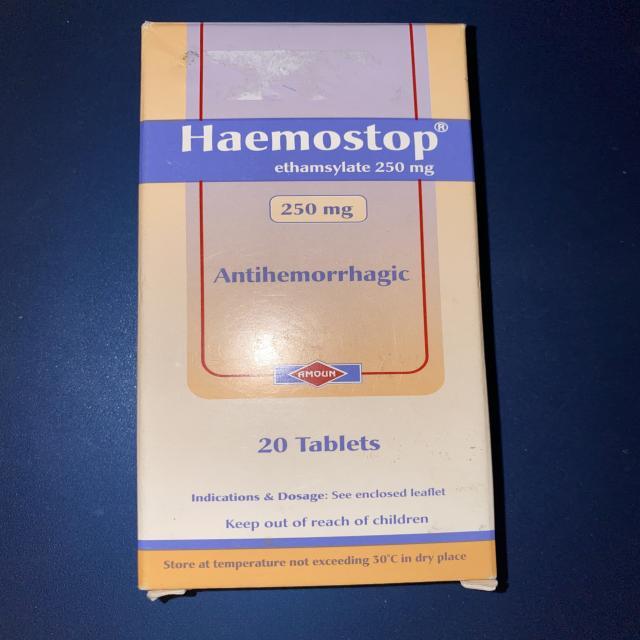 Haemostop®
ethamsylate 250 mg
250 mg
Antihemorrhagic
AMOUN
20 Tablets
Indications & Dosage: See enclosed leaflet
Keep out of reach of children
Store at temperature not exceeding 30°C in dry place